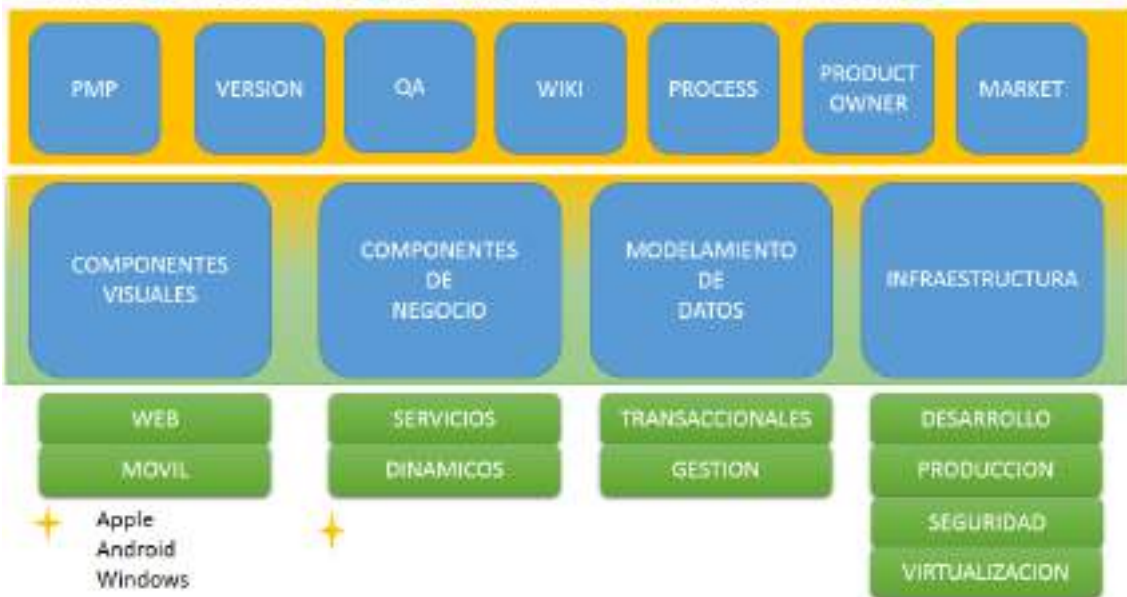 PMP
VERSION
QA
WIKI
PROCESS
PRODUCT
OWNER
MARKET
COMPONENTES
VISUALES
COMPONENTES
DE
NEGOCIO
MODELAMIENTO
DE
DATOS
INFRAESTRUCTURA
WEB
MOVIL
Apple
Android
Windows
SERVICIOS
DINAMICOS
TRANSACCIONALES
GESTION
DESARROLLO
PRODUCCION
SEGURIDAD
VIRTUALIZACION